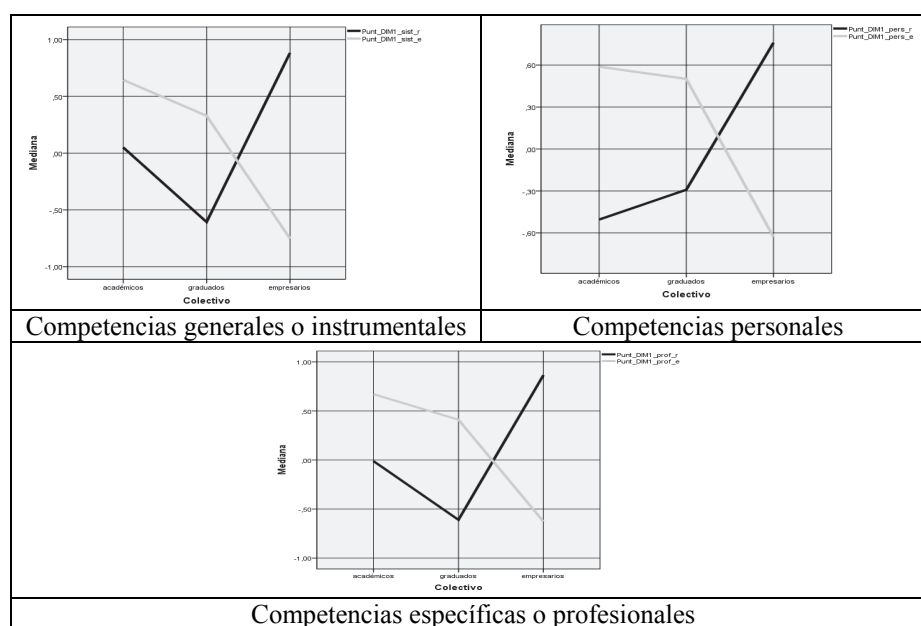 Punt_DIM1_sist_r
Punt_DIM1_sist_e
1,00
,50
,00
-,50
-1,00
Mediana
académicos graduados empresarios
Colectivo
Competencias generales o instrumentales
Punt_DIM1_pers_r
Punt_DIM1_pers_e
,60
,30
,00
-,30
-,60
Mediana
académicos graduados empresarios
Colectivo
Competencias personales
Punt_DIM1_prof_r
Punt_DIM1_prof_e
1,00
,50
,00
-,50
-1,00
Mediana
académicos graduados empresarios
Colectivo
Competencias específicas o profesionales